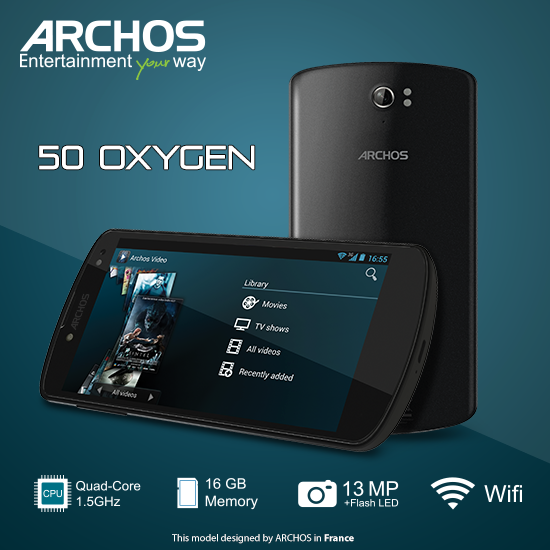 ARCHOS
Entertainment your way
50 OXYGEN
ARCHOS
Archos Video
3G 16:55
ARCHOS
Library
Movies
TV shows
All videos
Recently added
All videos
CPU
Quad-Core
1.5GHz
16 GB
Memory
13 MP
+Flash LED
Wifi
This model designed by ARCHOS in France